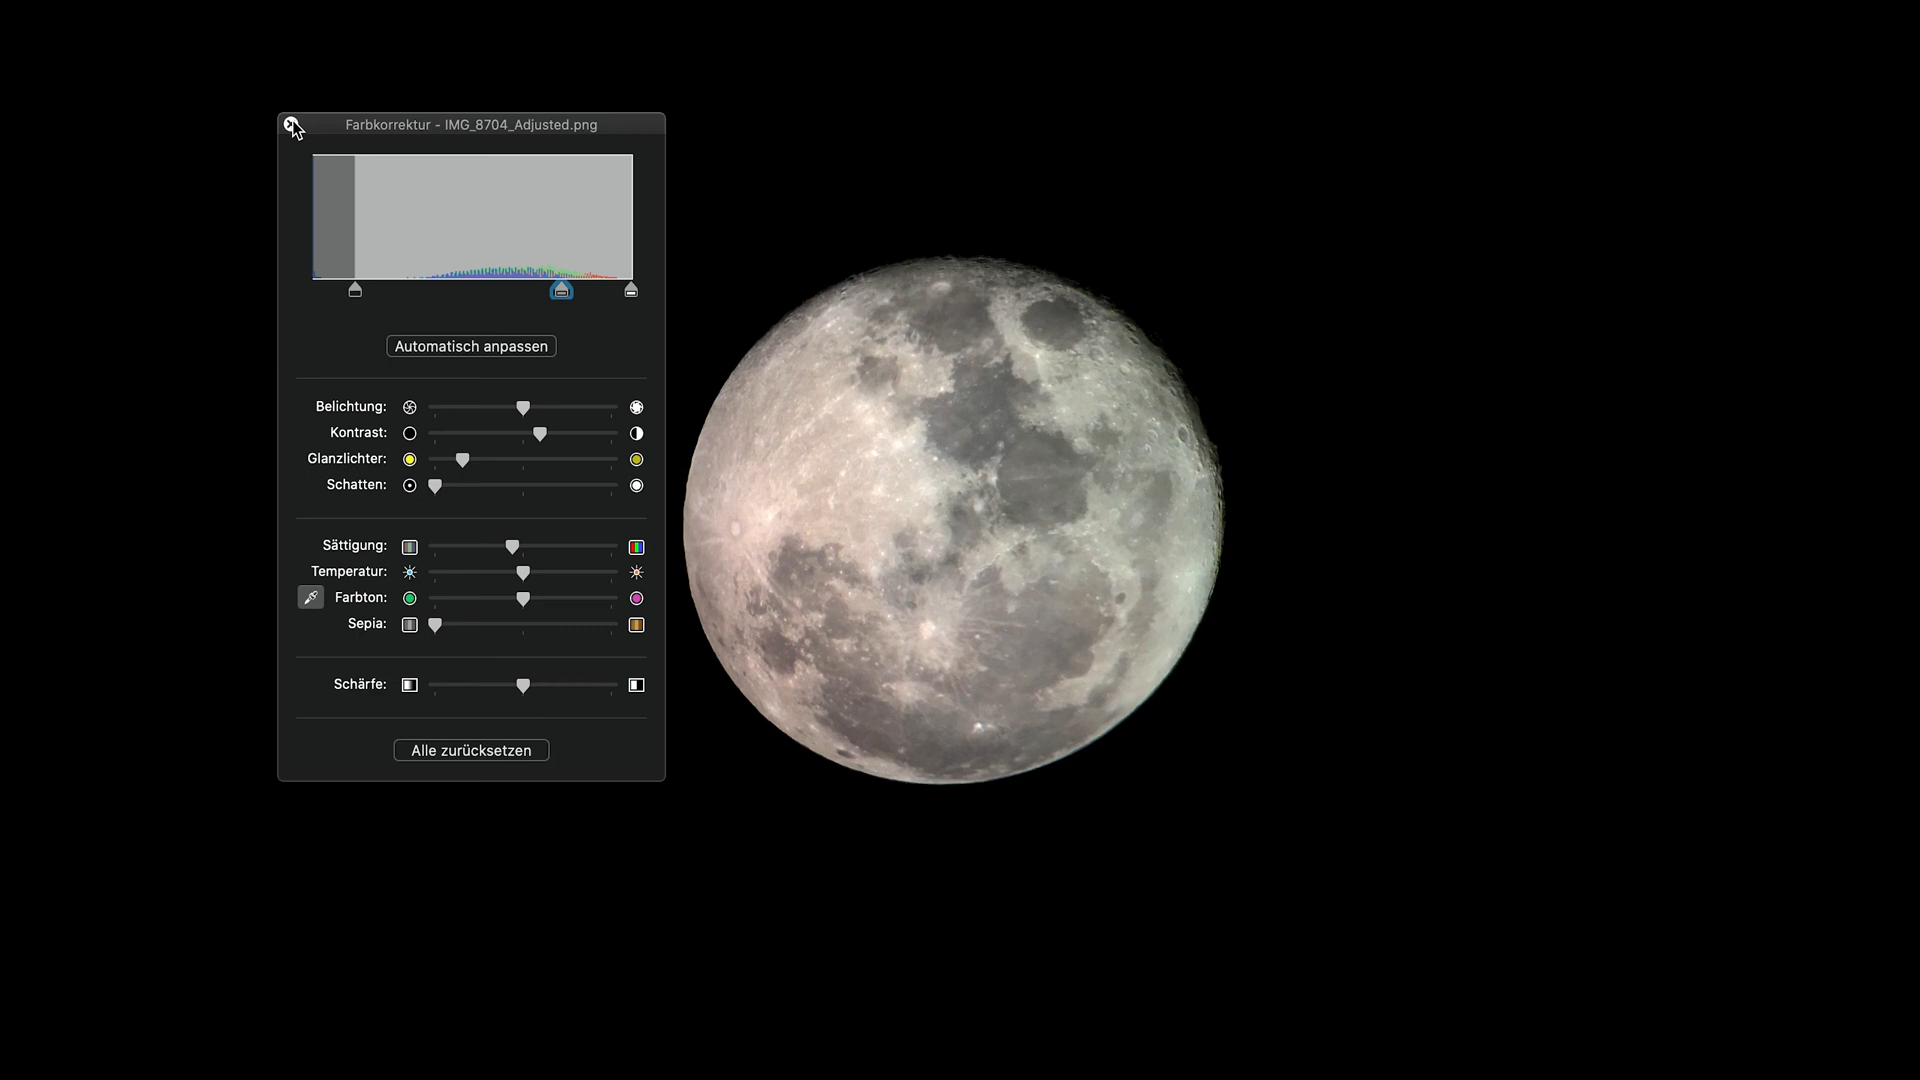 Farbkorrektur - IMG_8704_Adjusted.png
Automatisch anpassen
Belichtung:
Kontrast:
Glanzlichter:
Schatten:
Sättigung:
Temperatur:
Farbton:
Sepia:
Schärfe:
Alle zurücksetzen